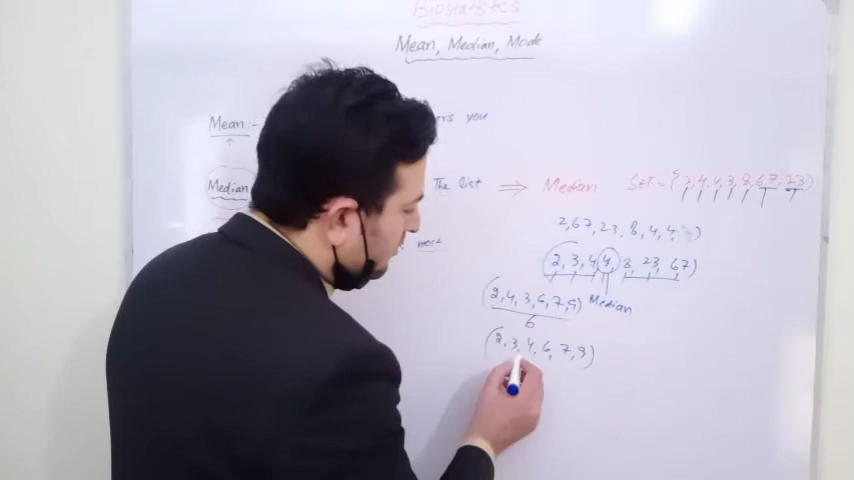 Biostatistics
Mean, Median, Mode
Mean:- ers you
Median The list ⇒ Median SET = {2,4,4,3,8,67,23}
2,67,23,8,4,4,
(2,3,4,4,8,23,67)
(2,4,3,6,7,9) Median
6
(2,3,4,6,7,9)